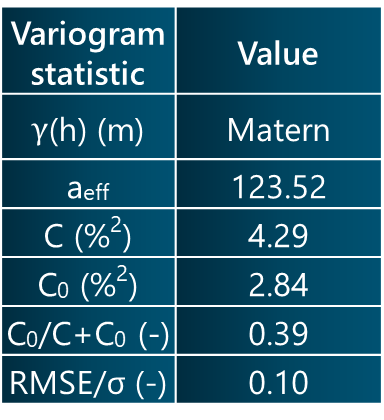 Variogram statistic Value
γ(h) (m) Matern
aeff 123.52
C (%²) 4.29
C₀ (%²) 2.84
C₀/C+C₀ (-) 0.39
RMSE/σ (-) 0.10